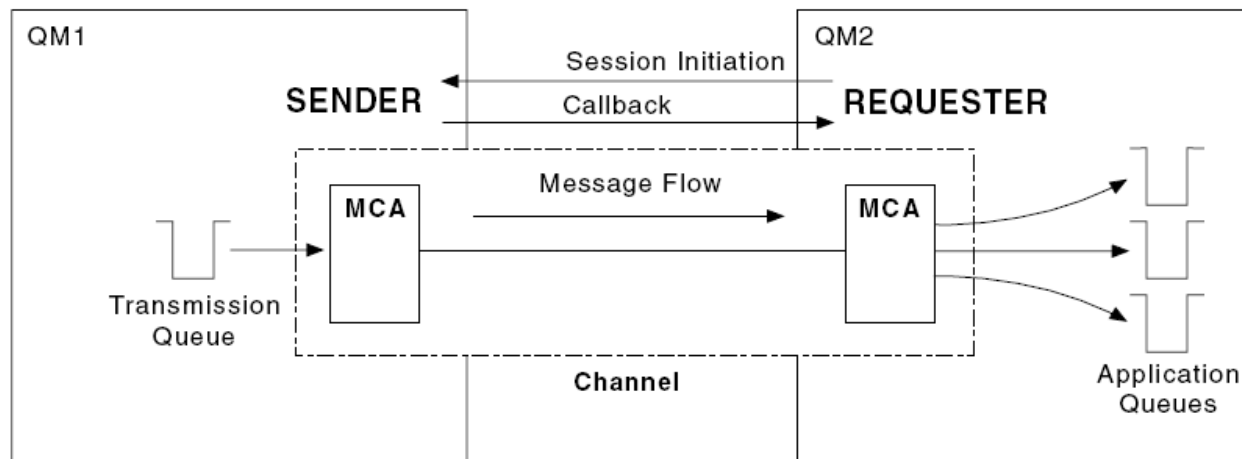 QM1
QM2
Session Initiation
SENDER
Callback
REQUESTER
Message Flow
MCA
MCA
Transmission
Queue
Channel
Application
Queues